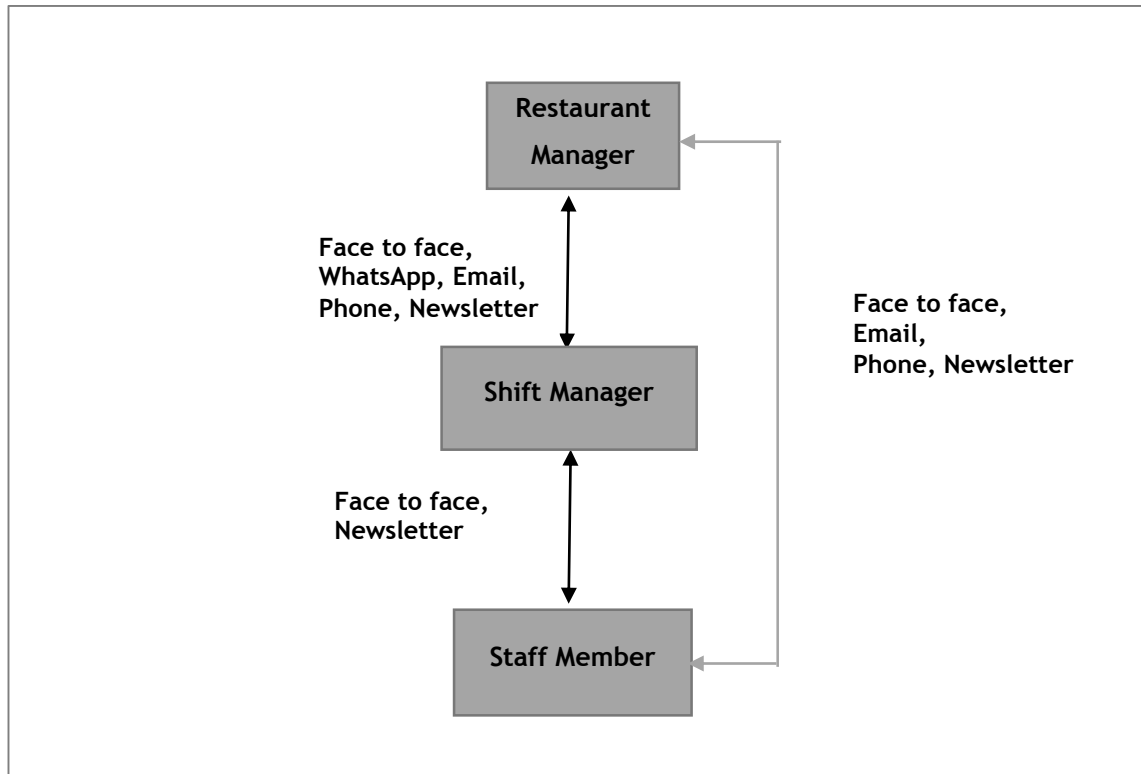 Restaurant
Manager
Face to face,
WhatsApp, Email,
Phone, Newsletter
Face to face,
Email,
Phone, Newsletter
Shift Manager
Face to face,
Newsletter
Staff Member